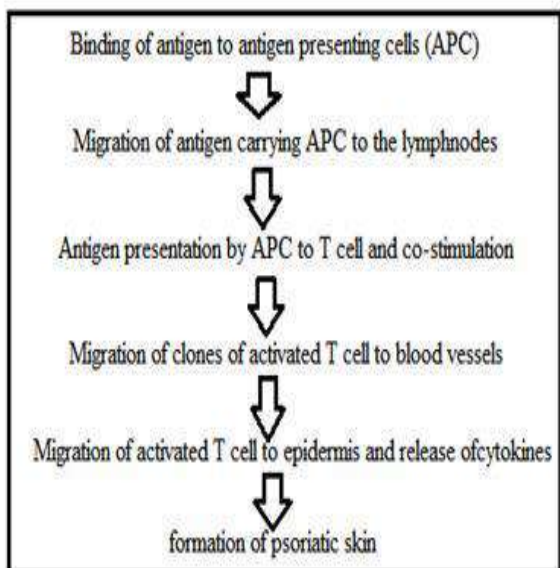 Binding of antigen to antigen presenting cells (APC)
Migration of antigen carrying APC to the lymphnodes
Antigen presentation by APC to T cell and co-stimulation
Migration of clones of activated T cell to blood vessels
Migration of activated T cell to epidermis and release ofcytokines
formation of psoriatic skin